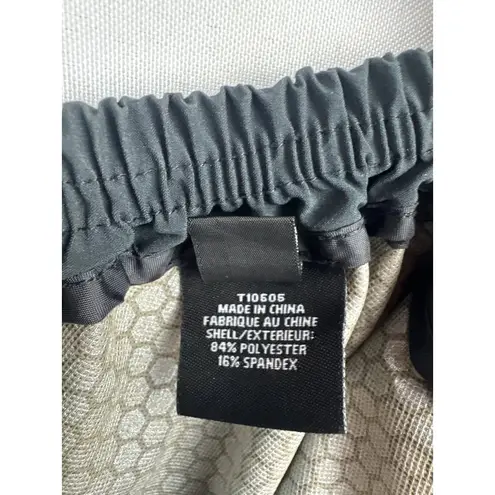 T10605
MADE IN CHINA
FABRIQUE AU CHINE
SHELL/EXTERIEUR:
84% POLYESTER
16% SPANDEX